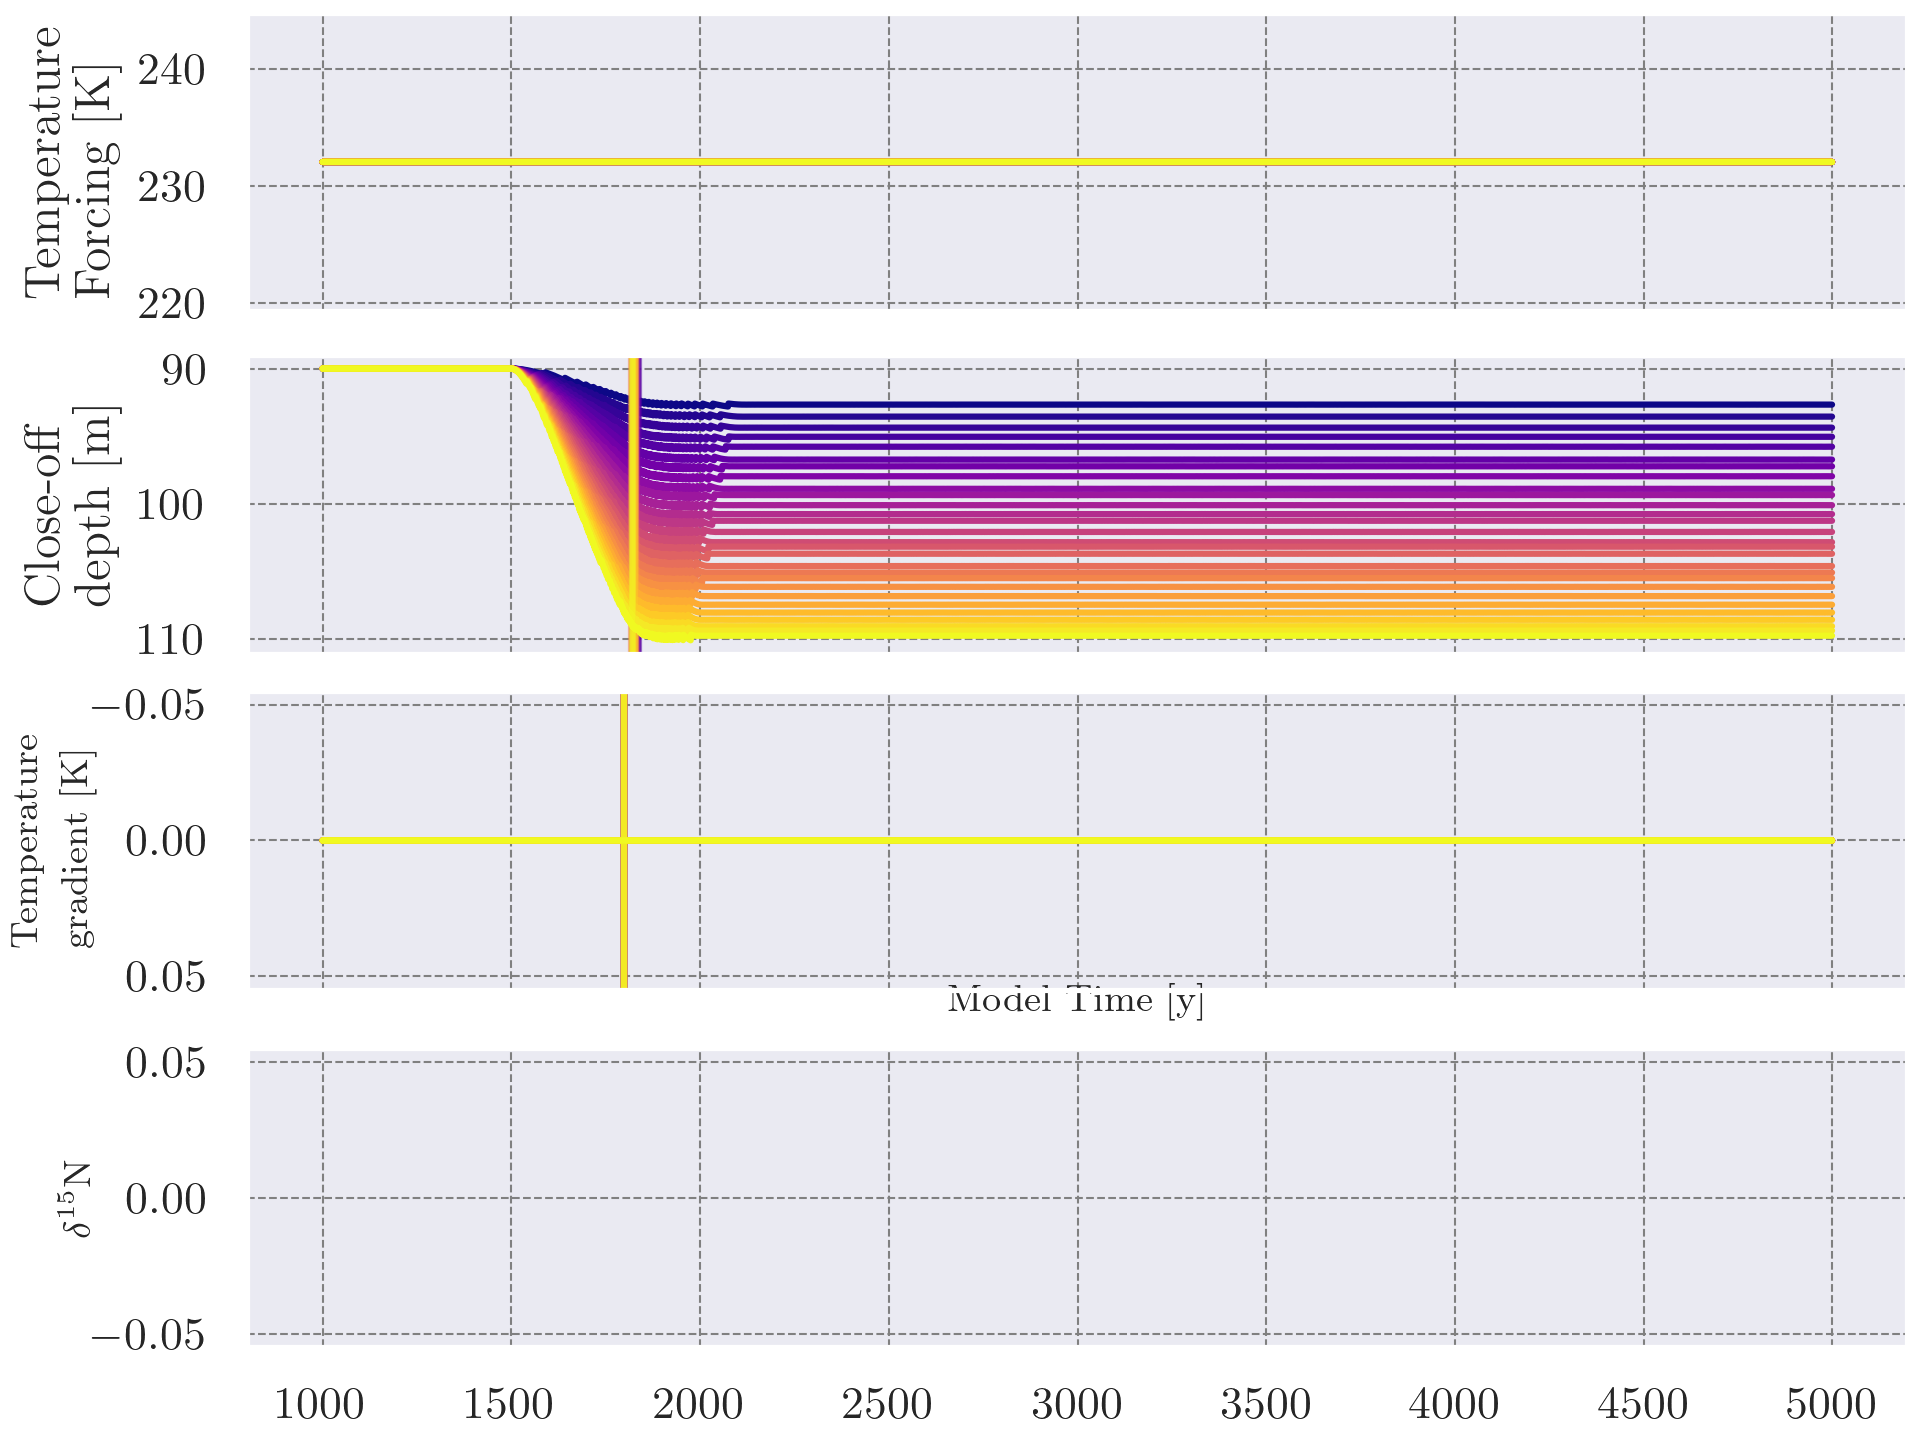 Temperature
Forcing [K]
240
230
220
Close-off
depth [m]
90
100
110
Temperature
gradient [K]
−0.05
0.00
0.05
Model Time [y]
δ¹⁵N
0.05
0.00
−0.05
1000 1500 2000 2500 3000 3500 4000 4500 5000